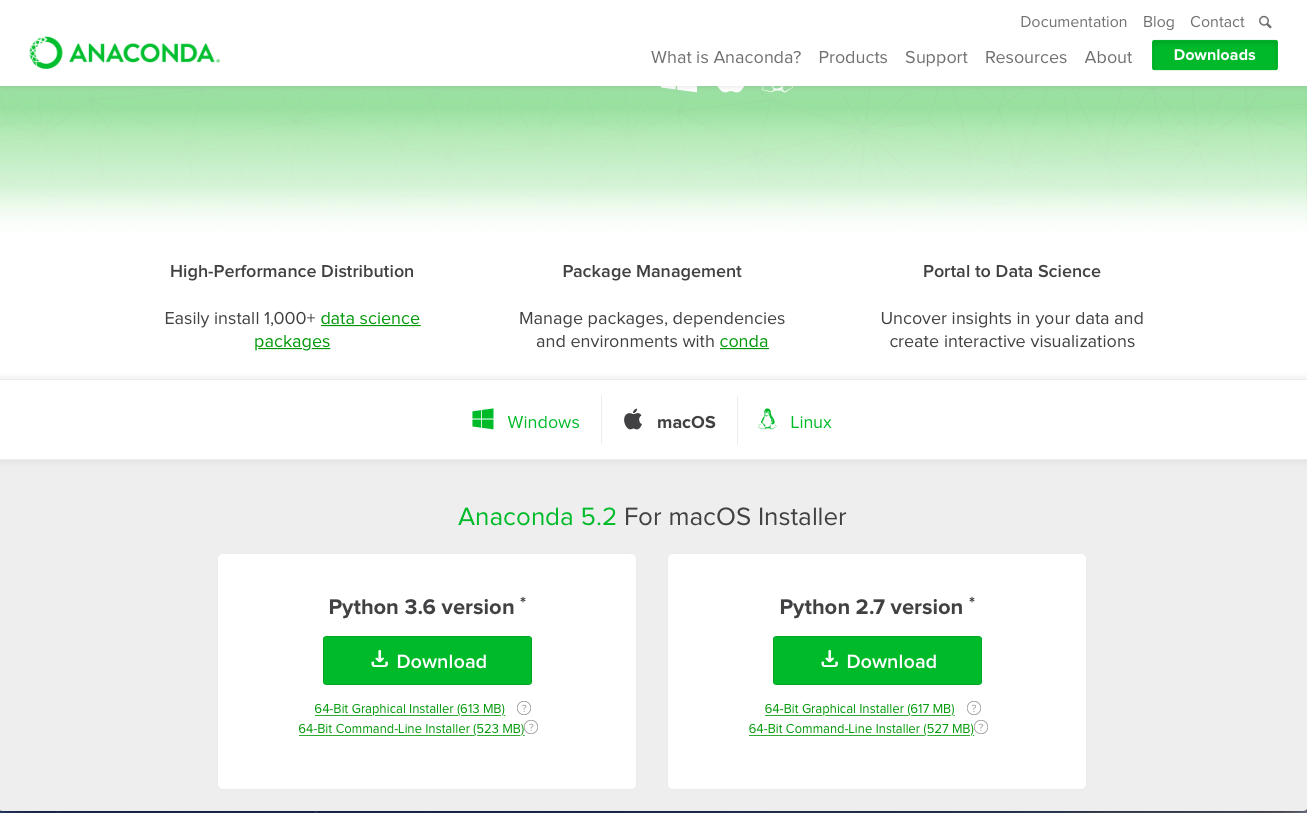 Documentation Blog Contact
ANACONDA.
What is Anaconda? Products Support Resources About Downloads
High-Performance Distribution
Easily install 1,000+ data science
packages
Package Management
Manage packages, dependencies
and environments with conda
Portal to Data Science
Uncover insights in your data and
create interactive visualizations
Windows macOS Linux
Anaconda 5.2 For macOS Installer
Python 3.6 version *
Download
64-Bit Graphical Installer (613 MB) ?
64-Bit Command-Line Installer (523 MB) ?
Python 2.7 version *
Download
64-Bit Graphical Installer (617 MB) ?
64-Bit Command-Line Installer (527 MB) ?